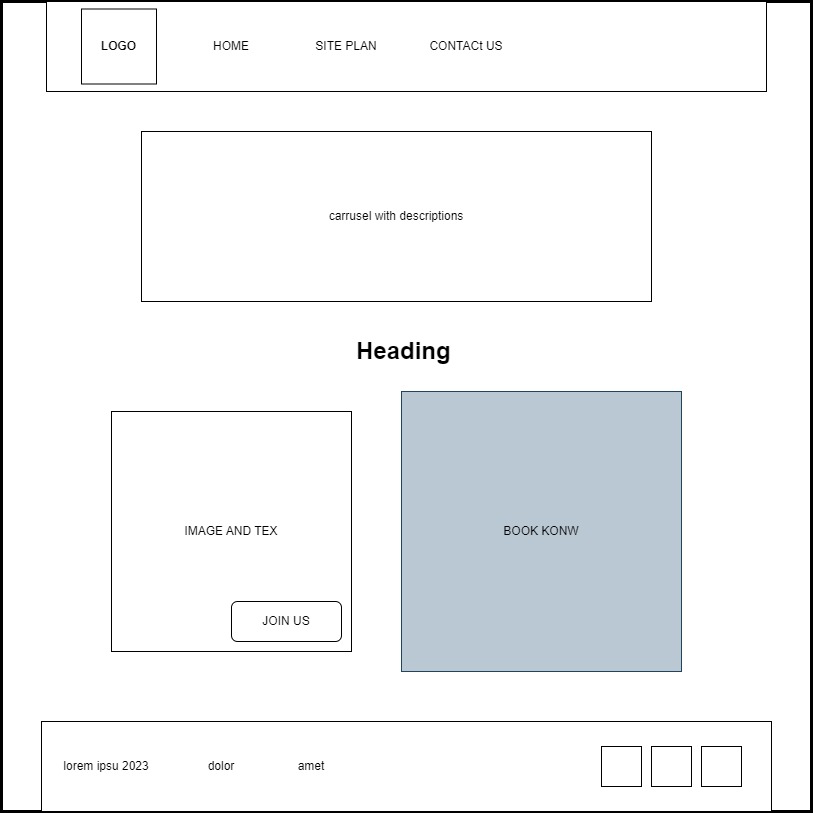 LOGO
HOME
SITE PLAN
CONTACt US
carrusel with descriptions
Heading
IMAGE AND TEX
BOOK KONW
JOIN US
lorem ipsu 2023
dolor
amet